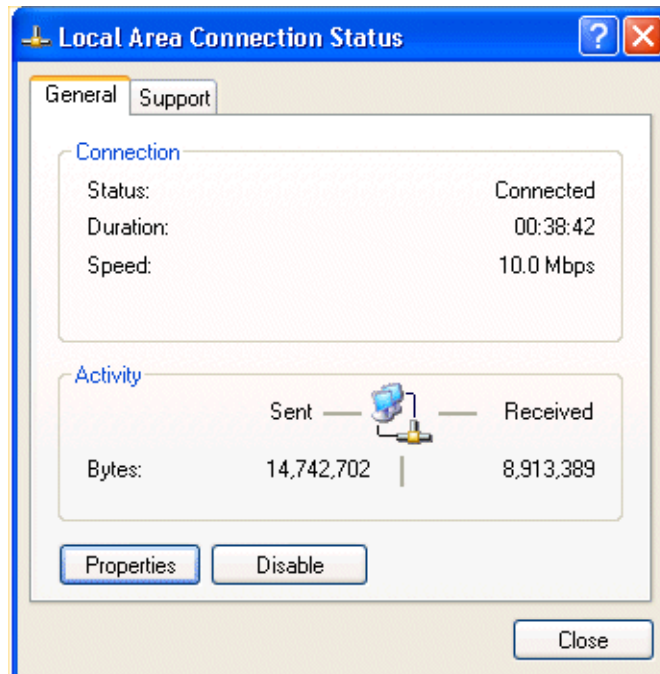 Local Area Connection Status
General Support
Connection
Status: Connected
Duration: 00:38:42
Speed: 10.0 Mbps
Activity
Sent Received
Bytes: 14,742,702 8,913,389
Properties Disable
Close